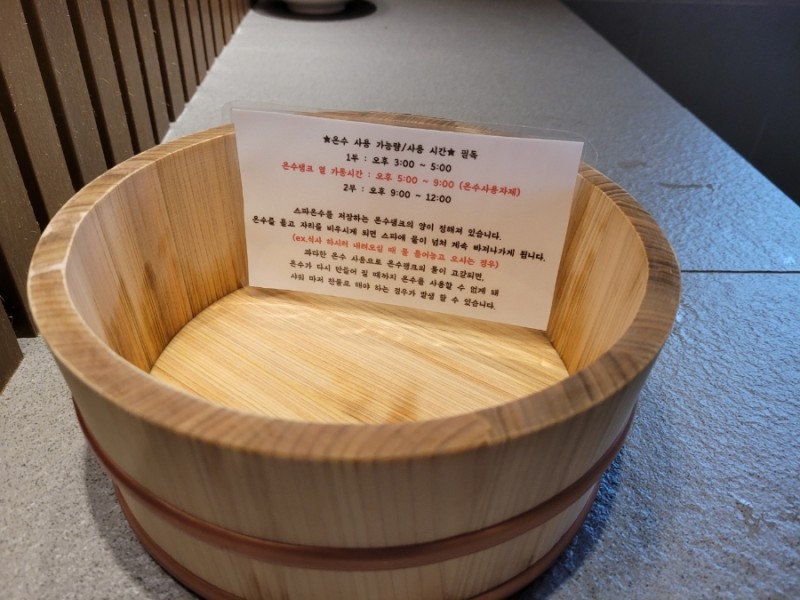 ★온수 사용 가능량/사용 시간★ 필독
1부 : 오후 3:00 ~ 5:00
온수탱크 열 가동시간 : 오후 5:00 ~ 9:00 (온수사용자제)
2부 : 오후 9:00 ~ 12:00
스파온수를 저장하는 온수탱크의 양이 정해져 있습니다.
온수를 틀고 자리를 비우시게 되면 스파에 물이 넘쳐 계속 빠져나가게 됩니다.
(ex.식사 하시러 내려오실 때 물 틀어놓고 오시는 경우)
과다한 온수 사용으로 온수탱크의 물이 고갈되면,
온수가 다시 만들어 질 때까지 온수를 사용할 수 없게 돼
샤워 마저 찬물로 해야 하는 경우가 발생 할 수 있습니다.